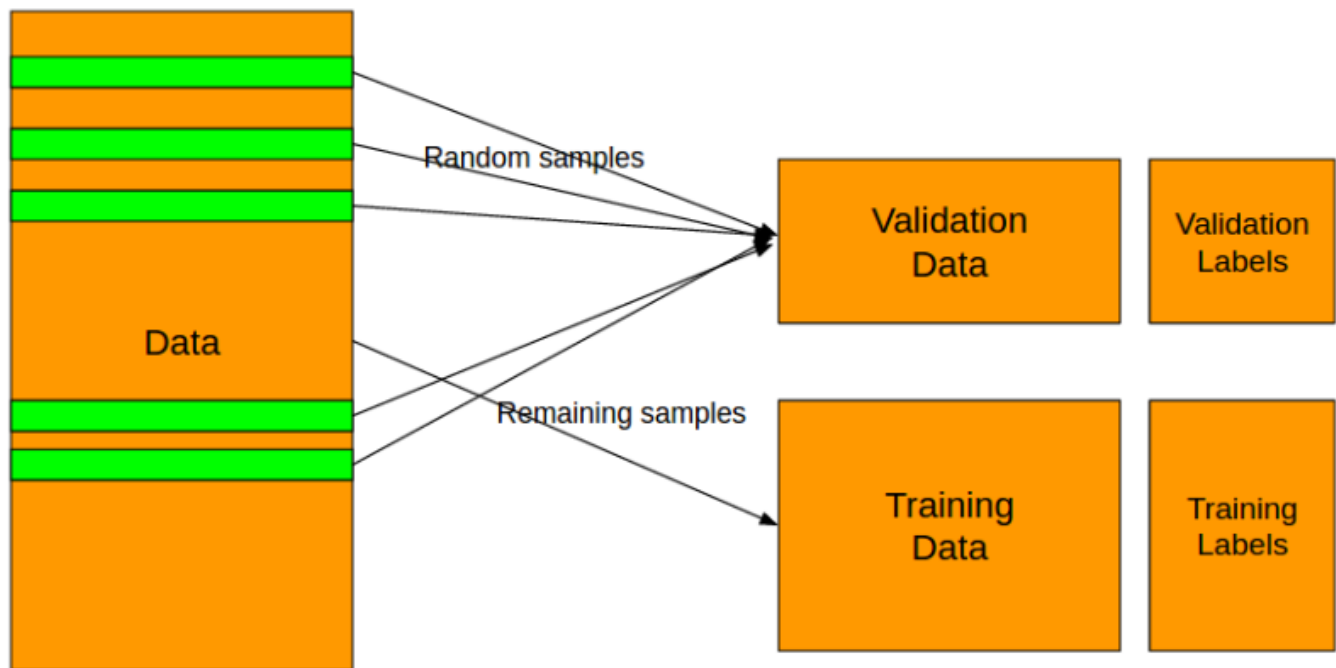 Random samples
Validation
Data
Validation
Labels
Data
Remaining samples
Training
Data
Training
Labels